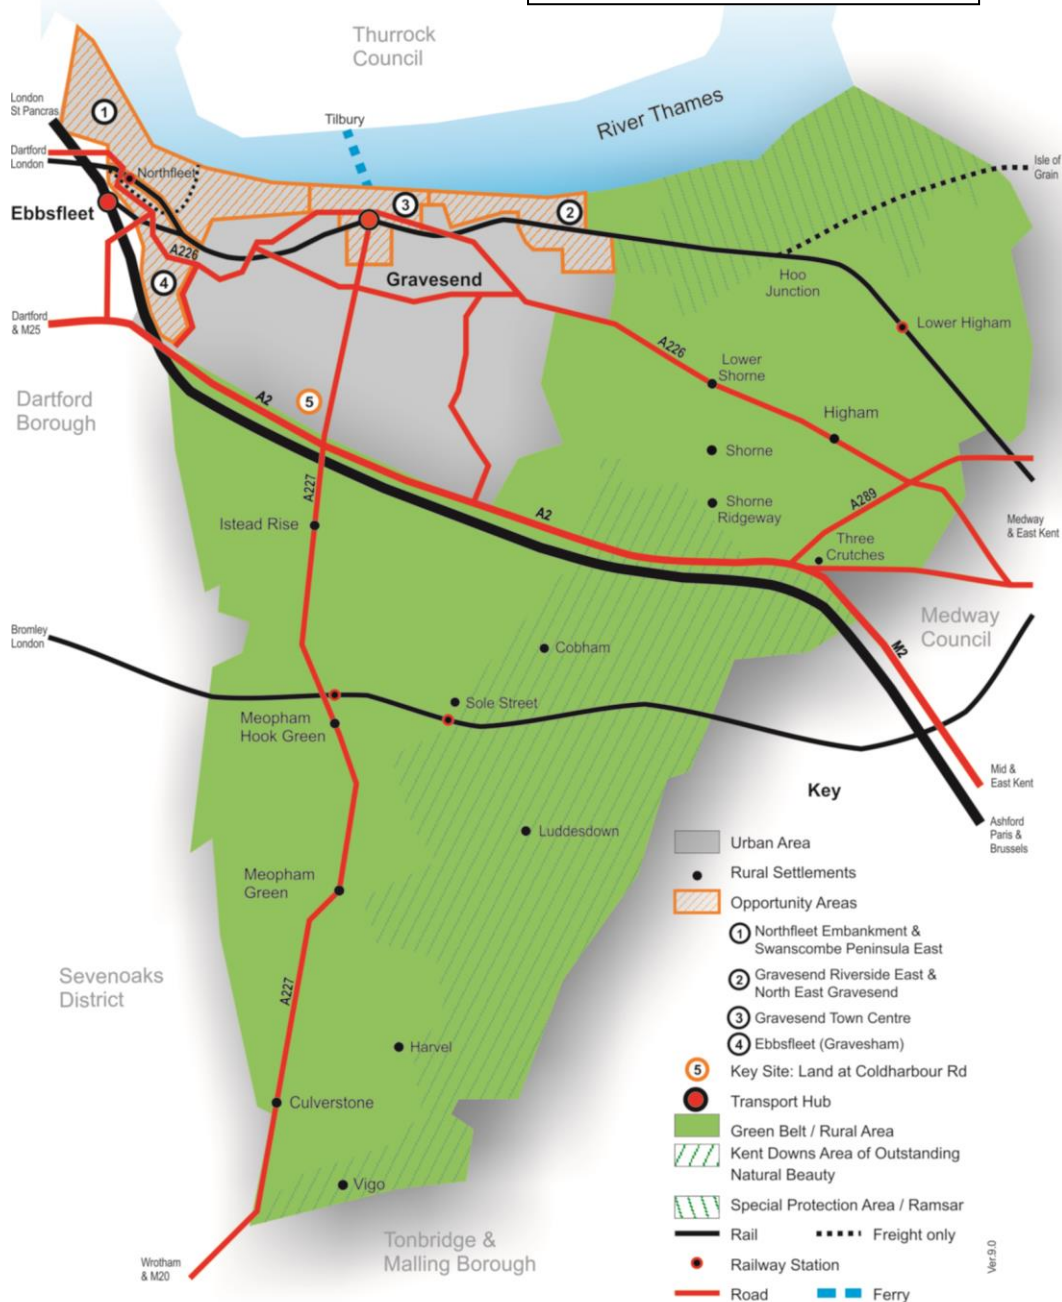 Thurrock
Council
London
St Pancras
1
Tilbury
River Thames
Dartford
London
Northfleet
Isle of
Grain
Ebbsfleet
3
2
A226
4
Gravesend
Hoo
Junction
Dartford
& M25
Lower Higham
A226
Lower
Shorne
Dartford
Borough
A2
5
Higham
Shorne
A227
A289
Istead Rise
A2
Shorne
Ridgeway
Medway
& East Kent
Three
Crutches
Bromley
London
Medway
Council
Cobham
M2
Sole Street
Meopham
Hook Green
Mid &
East Kent
Key
Ashford
Paris &
Brussels
Luddesdown
Urban Area
Meopham
Green
Rural Settlements
Opportunity Areas
1 Northfleet Embankment &
Swanscombe Peninsula East
Sevenoaks
District
A227
2 Gravesend Riverside East &
North East Gravesend
3 Gravesend Town Centre
Harvel
4 Ebbsfleet (Gravesham)
5 Key Site: Land at Coldharbour Rd
Culverstone
Transport Hub
Green Belt / Rural Area
Kent Downs Area of Outstanding
Natural Beauty
Vigo
Special Protection Area / Ramsar
Rail
Freight only
Tonbridge &
Malling Borough
Ver.9.0
Wrotham
& M20
Railway Station
Road
Ferry